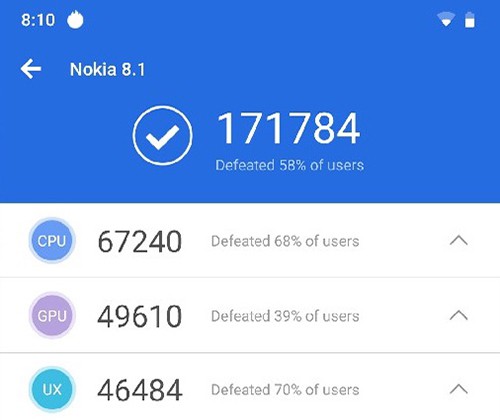 8:10
Nokia 8.1
171784
Defeated 58% of users
CPU 67240 Defeated 68% of users
GPU 49610 Defeated 39% of users
UX 46484 Defeated 70% of users